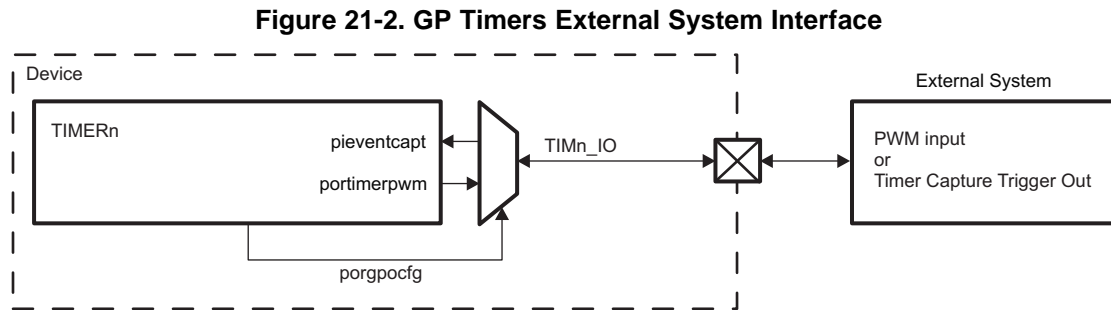 Figure 21-2. GP Timers External System Interface
Device
External System
TIMERn
pieventcapt
portimerpwm
TIMn_IO
PWM input
or
Timer Capture Trigger Out
porgpocfg